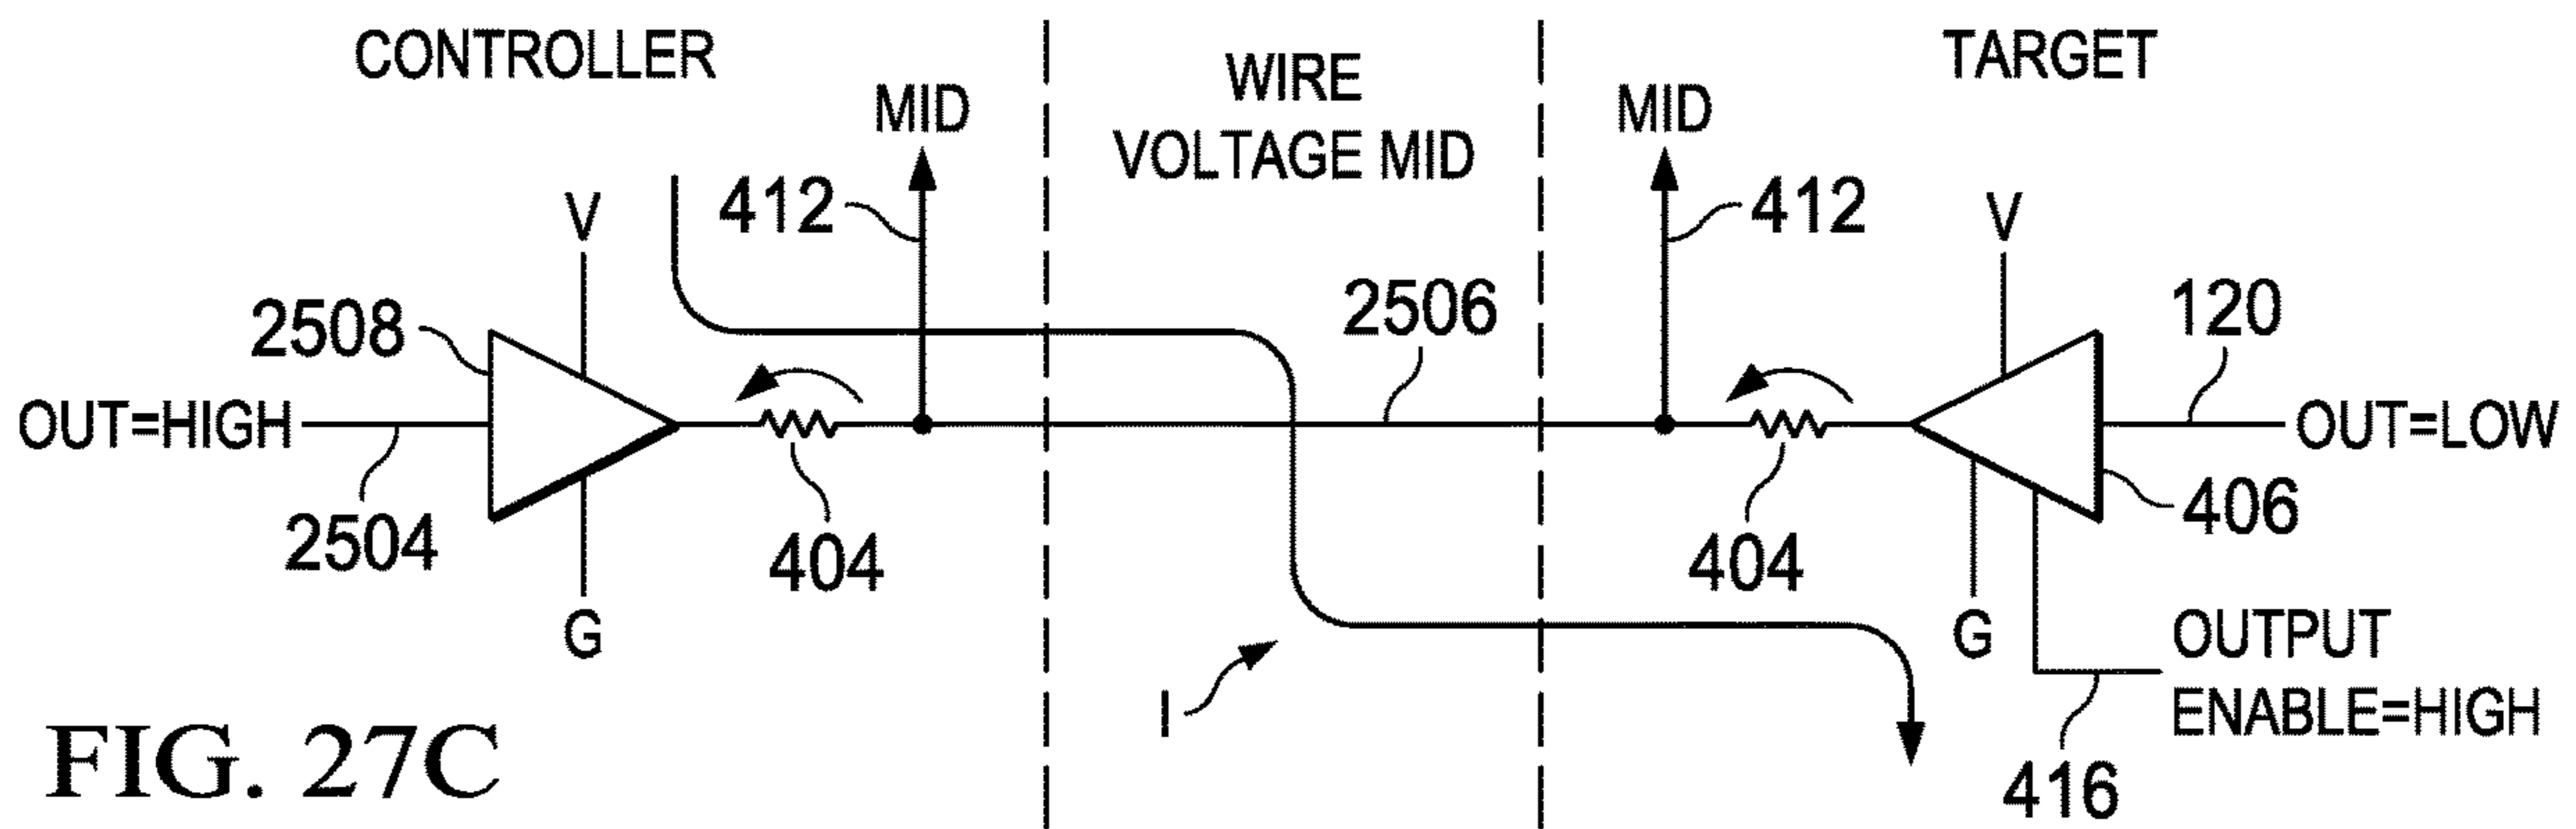 CONTROLLER
WIRE
VOLTAGE MID
TARGET
MID
MID
412
412
V
V
2508
2506
120
OUT=HIGH
OUT=LOW
2504
404
404
406
G
G
OUTPUT
ENABLE=HIGH
I
416
FIG. 27C